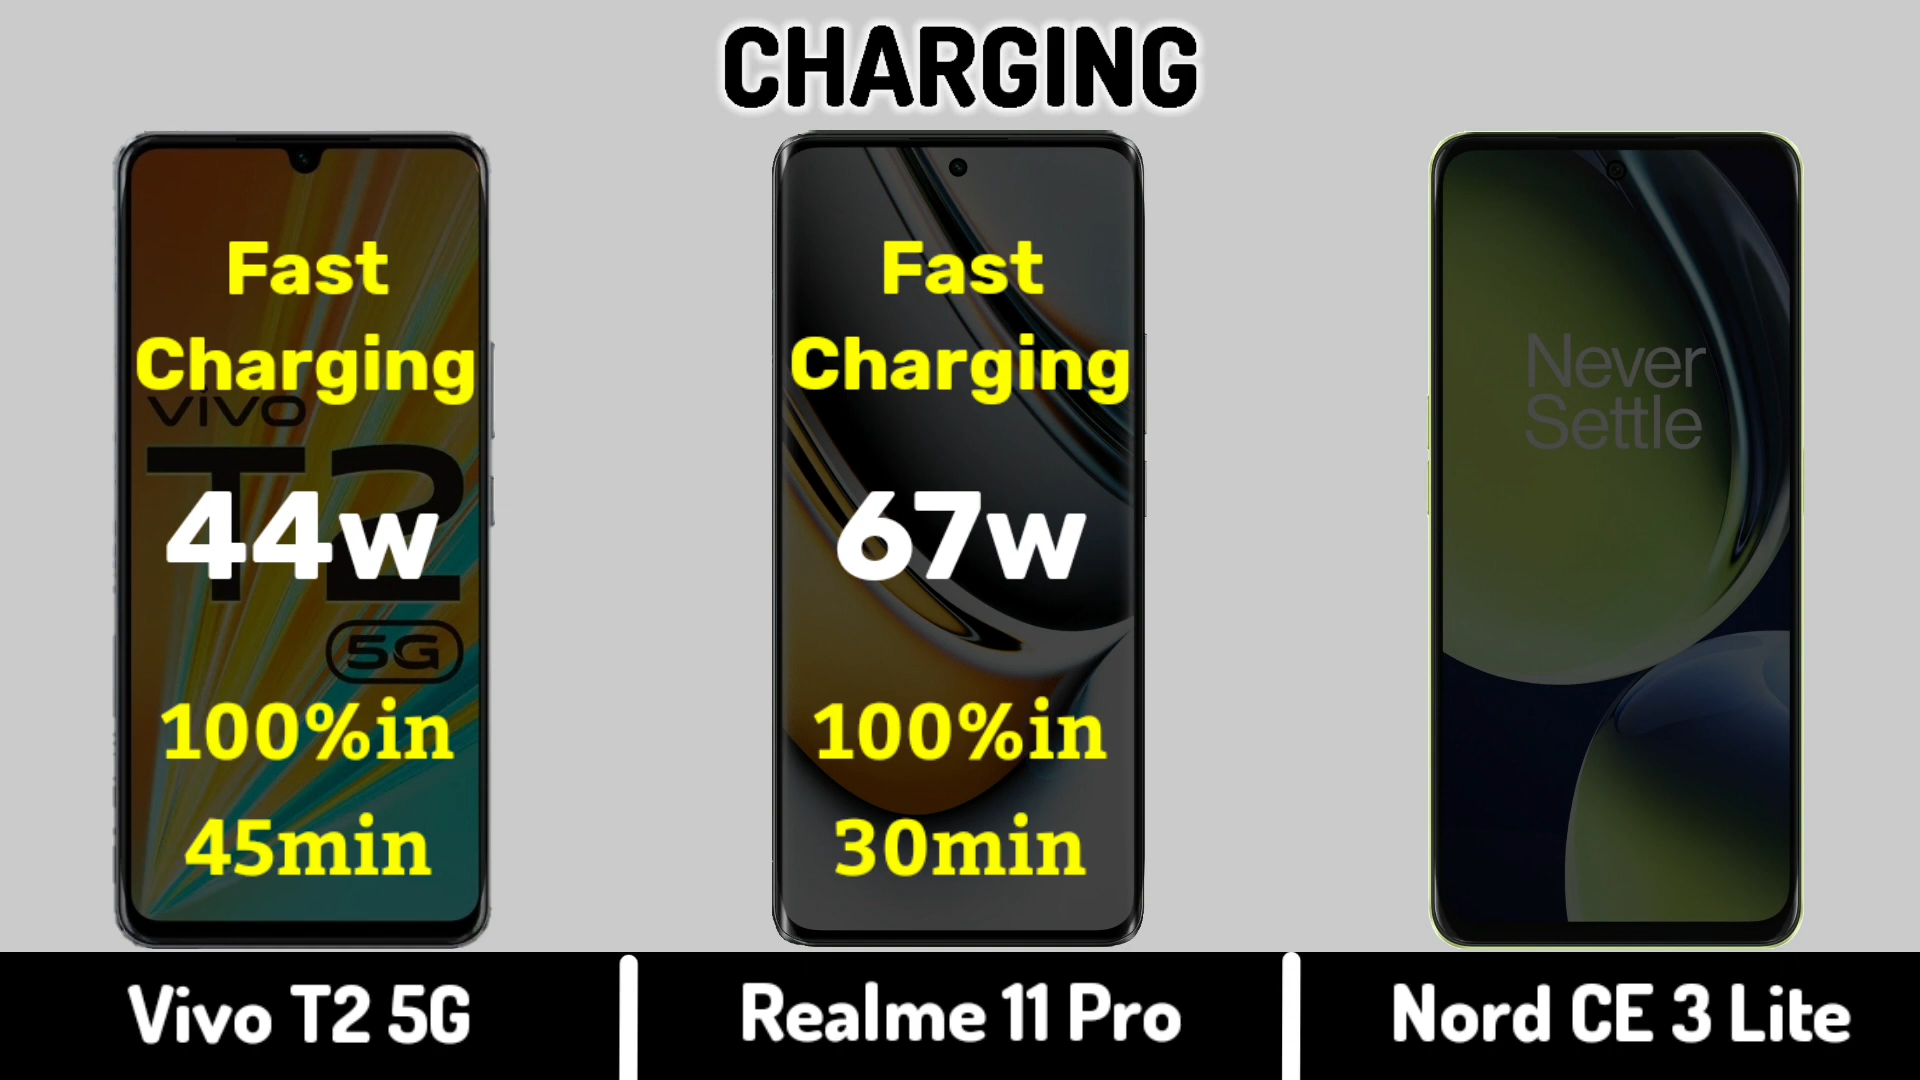 CHARGING
Fast
Charging
vivo
T2
44w
5G
100%in
45min
Fast
Charging
67w
100%in
30min
Never
Settle
Vivo T2 5G
Realme 11 Pro
Nord CE 3 Lite